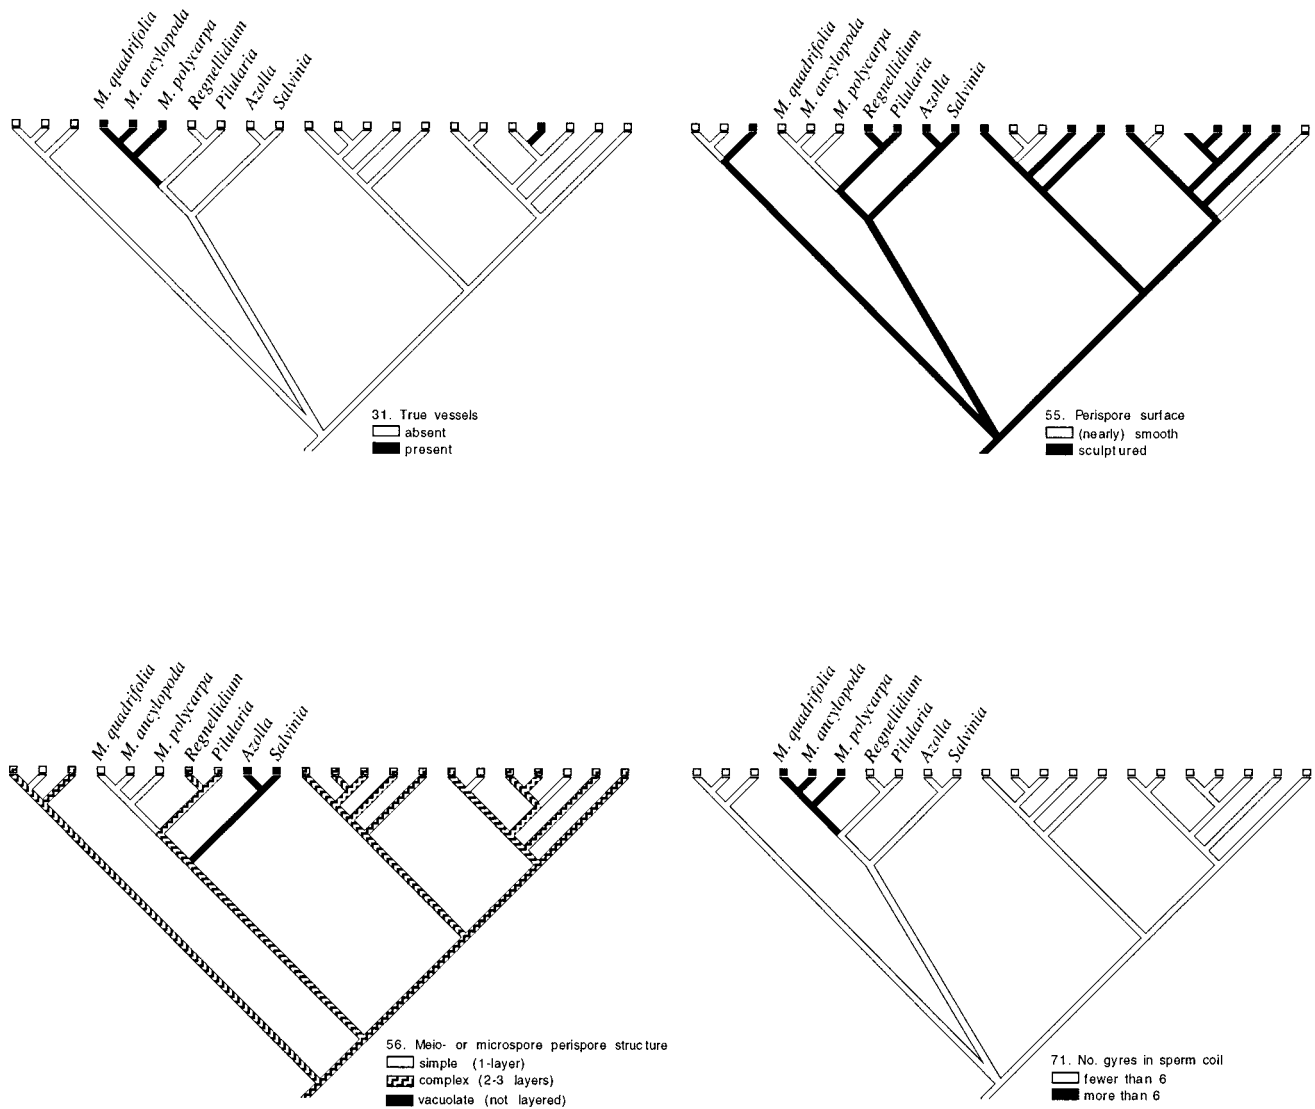 M. quadrifolia
M. ancylopoda
M. polycarpa
Regnellidium
Pilularia
Azolla
Salvinia
31. True vessels
absent
present
M. quadrifolia
M. ancylopoda
M. polycarpa
Regnellidium
Pilularia
Azolla
Salvinia
55. Perispore surface
(nearly) smooth
sculptured
M. quadrifolia
M. ancylopoda
M. polycarpa
Regnellidium
Pilularia
Azolla
Salvinia
56. Meio- or microspore perispore structure
simple (1-layer)
complex (2-3 layers)
vacuolate (not layered)
M. quadrifolia
M. ancylopoda
M. polycarpa
Regnellidium
Pilularia
Azolla
Salvinia
71. No. gyres in sperm coil
fewer than 6
more than 6